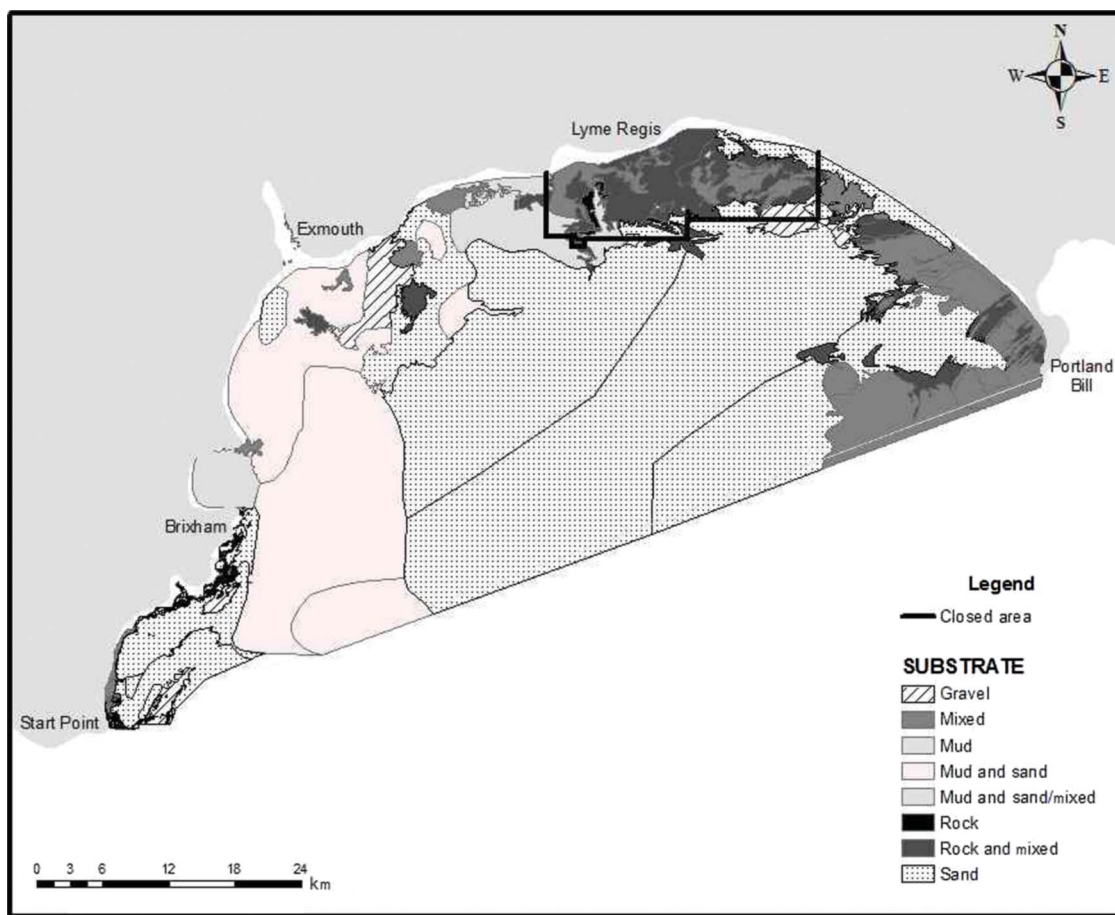 N
W E
S
Lyme Regis
Exmouth
Portland
Bill
Brixham
Start Point
Legend
Closed area
SUBSTRATE
Gravel
Mixed
Mud
Mud and sand
Mud and sand/mixed
Rock
Rock and mixed
Sand
0 3 6 12 18 24
km